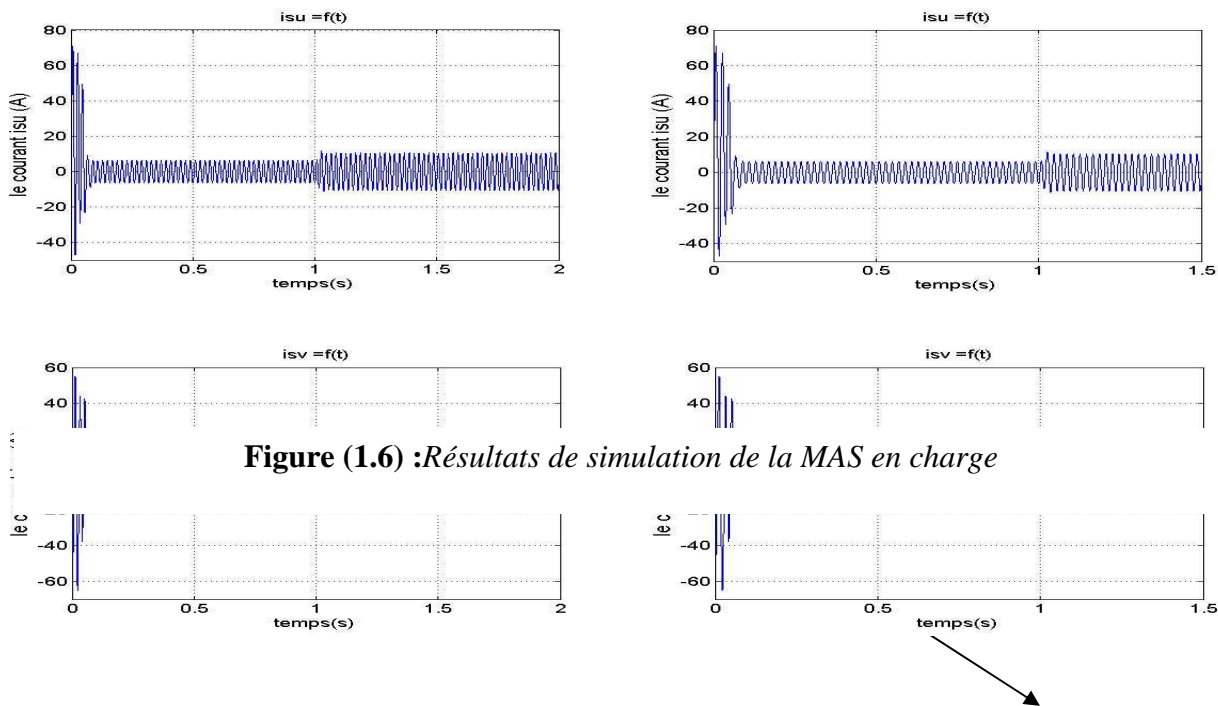 isu =f(t)
80
60
40
20
0
-20
-40
le courant isu (A)
0 0.5 1 1.5 2
temps(s)
isu =f(t)
80
60
40
20
0
-20
-40
le courant isu (A)
0 0.5 1 1.5
temps(s)
isv =f(t)
60
40
-40
-60
le c
0 0.5 1 1.5 2
temps(s)
isv =f(t)
60
40
-40
-60
le c
0 0.5 1 1.5
temps(s)
Figure (1.6) :Résultats de simulation de la MAS en charge